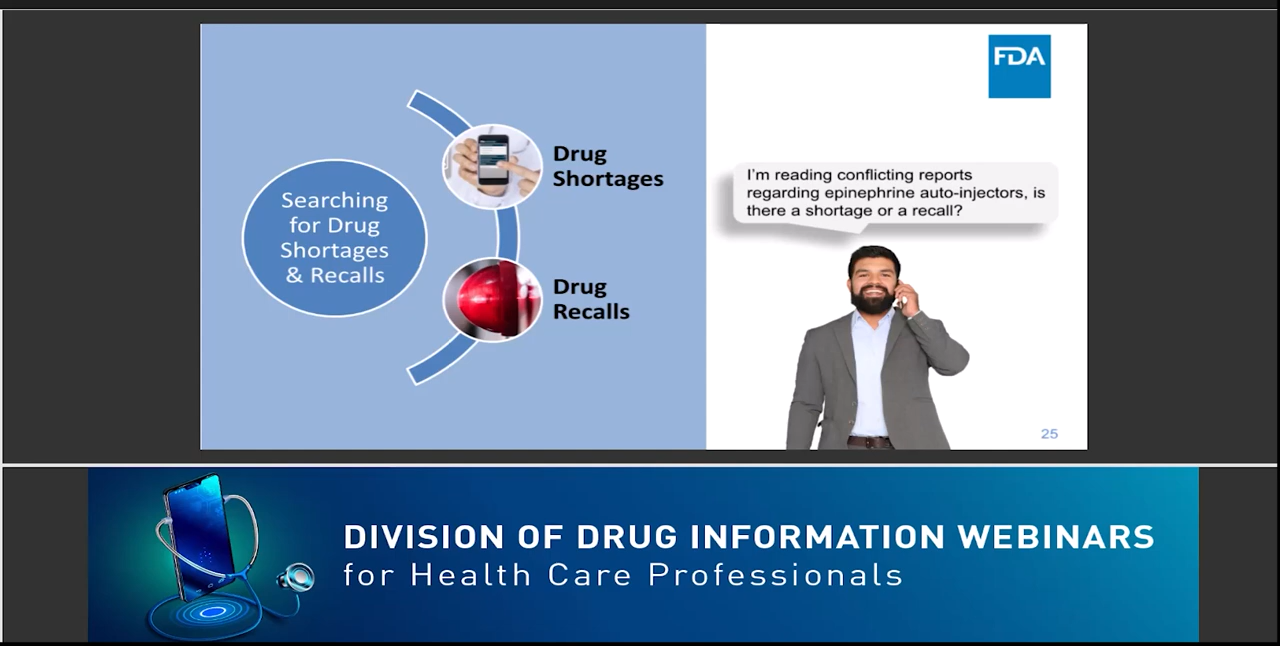 Searching
for Drug
Shortages
& Recalls
Drug
Shortages
Drug
Recalls
FDA
I'm reading conflicting reports
regarding epinephrine auto-injectors, is
there a shortage or a recall?
25
DIVISION OF DRUG INFORMATION WEBINARS
for Health Care Professionals